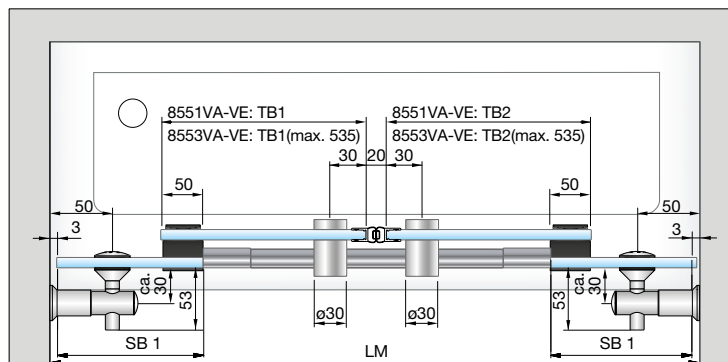 8551VA-VE: TB1
8551VA-VE: TB2
8553VA-VE: TB1(max. 535)
8553VA-VE: TB2(max. 535)
30
20
30
50
50
50
50
3
3
ca.
30
53
ca.
30
53
ø30
ø30
SB 1
SB 1
LM